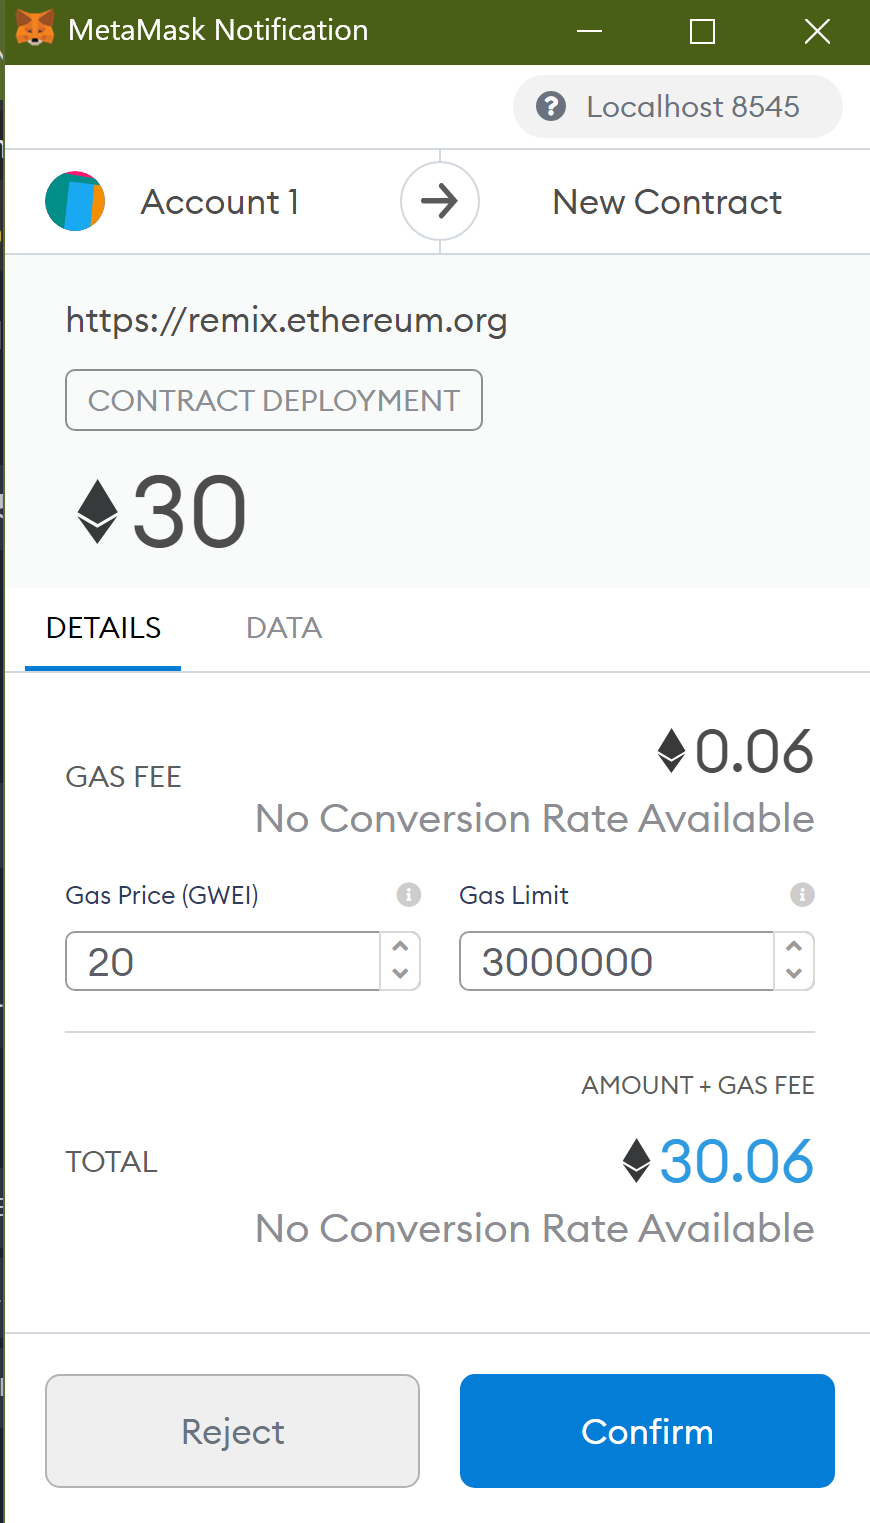 MetaMask Notification
Localhost 8545
Account 1
New Contract
https://remix.ethereum.org
CONTRACT DEPLOYMENT
30
DETAILS DATA
GAS FEE
0.06
No Conversion Rate Available
Gas Price (GWEI)
Gas Limit
20
3000000
AMOUNT + GAS FEE
TOTAL
30.06
No Conversion Rate Available
Reject
Confirm